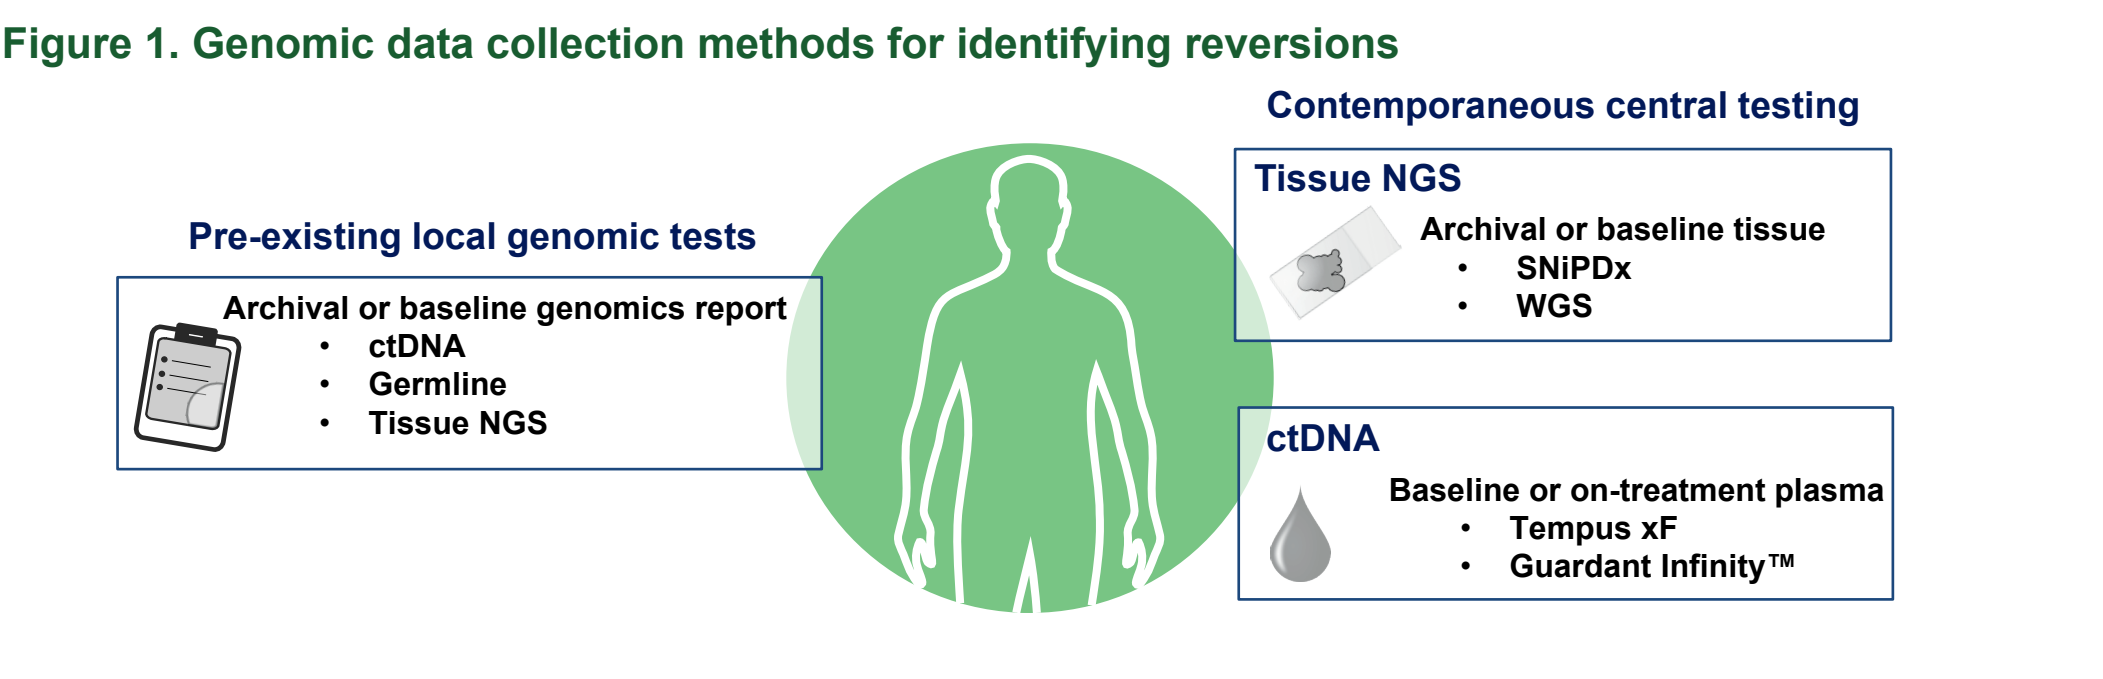 Figure 1. Genomic data collection methods for identifying reversions
Pre-existing local genomic tests
Archival or baseline genomics report
• ctDNA
• Germline
• Tissue NGS
Contemporaneous central testing
Tissue NGS
Archival or baseline tissue
• SNiPDx
• WGS
ctDNA
Baseline or on-treatment plasma
• Tempus xF
• Guardant Infinity™